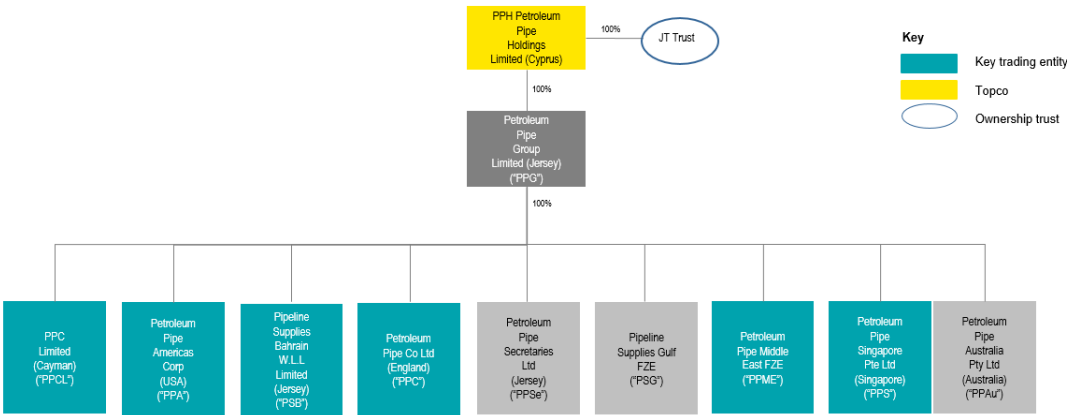 PPH Petroleum
Pipe
Holdings
Limited (Cyprus)
100%
JT Trust
Key
Key trading entity
Topco
Ownership trust
100%
Petroleum
Pipe
Group
Limited (Jersey)
("PPG")
100%
PPC
Limited
(Cayman)
("PPCL")
Petroleum
Pipe
Americas
Corp
(USA)
("PPA")
Pipeline
Supplies
Bahrain
W.L.L
Limited
(Jersey)
("PSB")
Petroleum
Pipe Co Ltd
(England)
("PPC")
Petroleum
Pipe
Secretaries
Ltd
(Jersey)
("PPSe")
Pipeline
Supplies Gulf
FZE
("PSG")
Petroleum
Pipe Middle
East FZE
("PPME")
Petroleum
Pipe
Singapore
Pte Ltd
(Singapore)
("PPS")
Petroleum
Pipe
Australia
Pty Ltd
(Australia)
("PPAu")